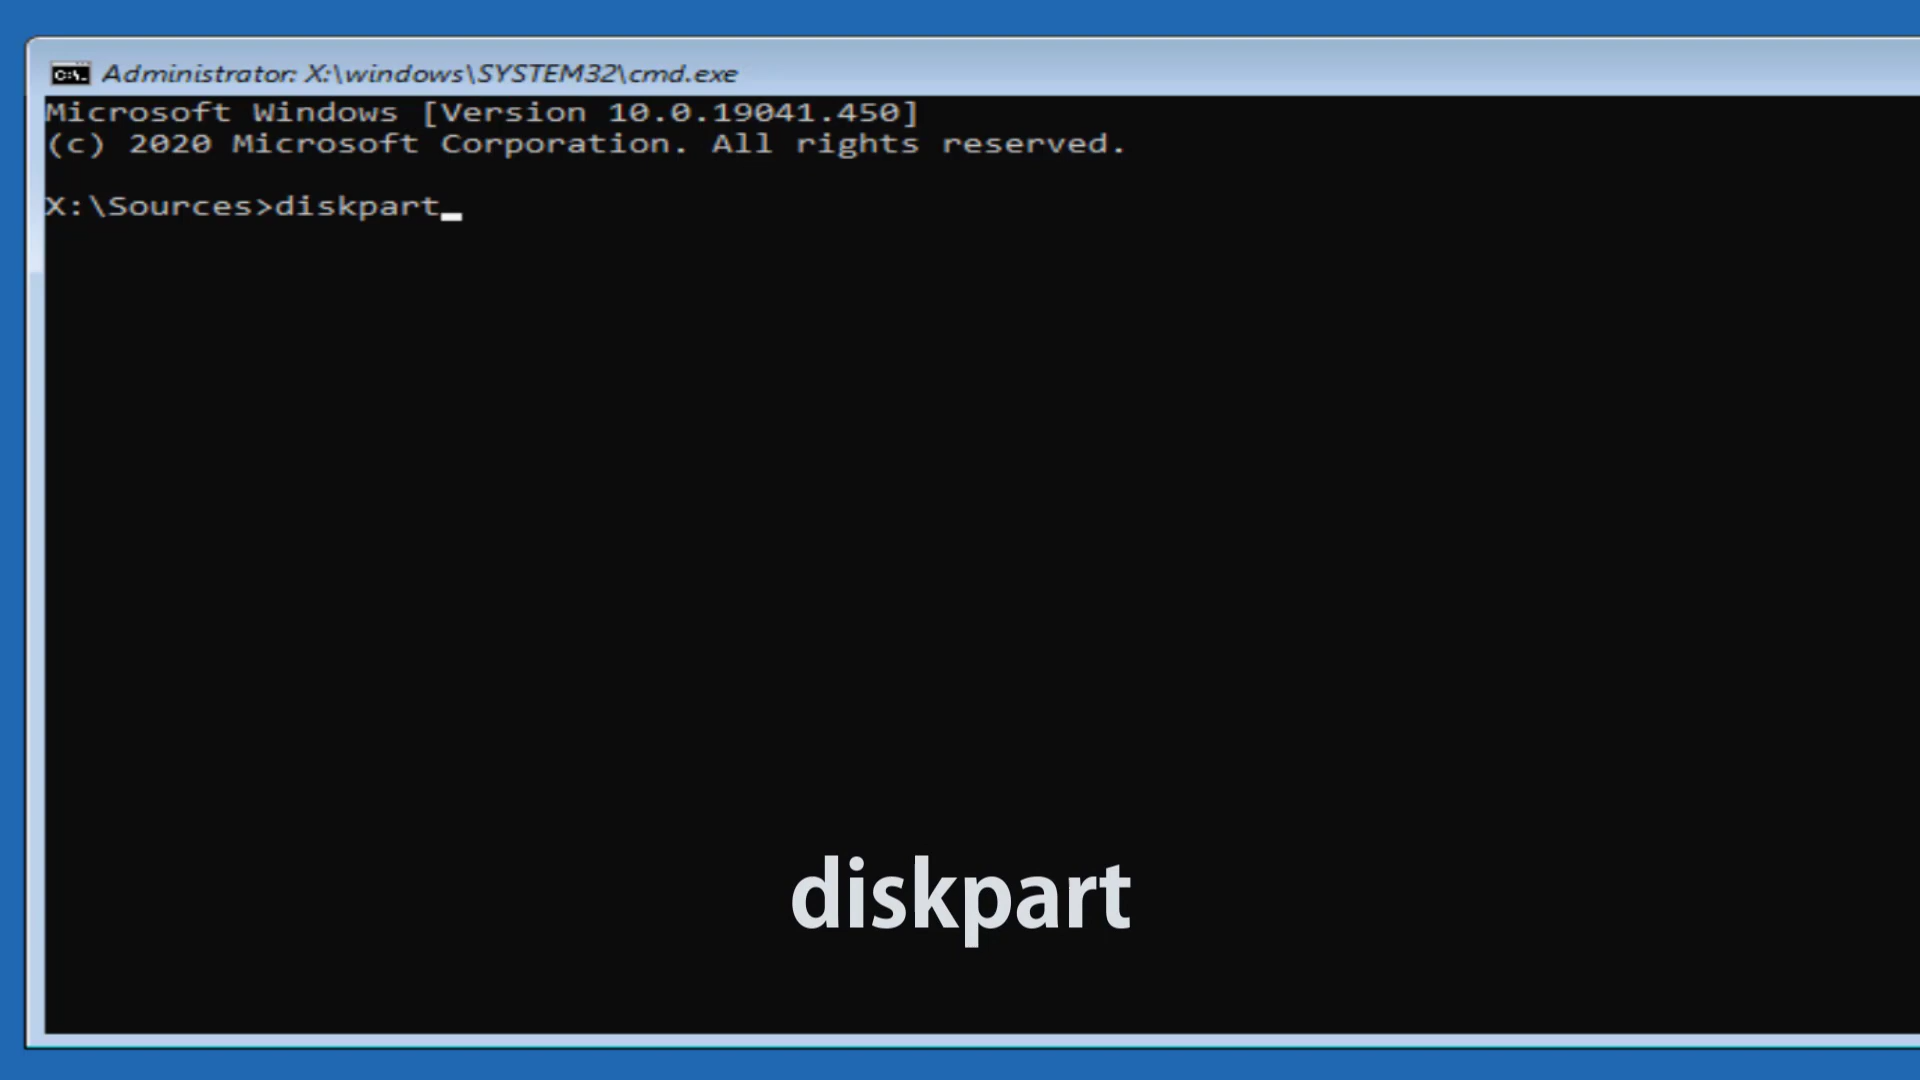 Administrator: X:\windows\SYSTEM32\cmd.exe
Microsoft Windows [Version 10.0.19041.450]
(c) 2020 Microsoft Corporation. All rights reserved.
X:\Sources>diskpart
diskpart